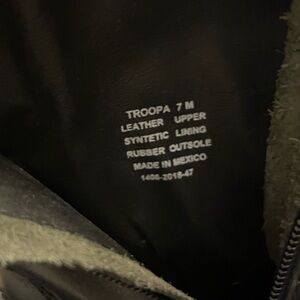 TROOPA 7 M
LEATHER UPPER
SYNTETIC LINING
RUBBER OUTSOLE
MADE IN MEXICO
1406-2018-47